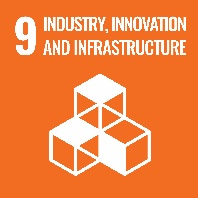 9 INDUSTRY, INNOVATION
AND INFRASTRUCTURE